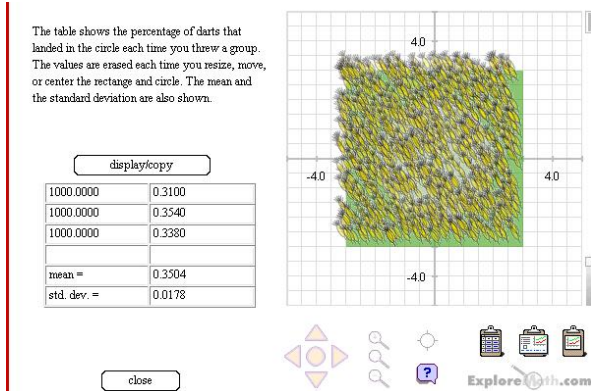 The table shows the percentage of darts that
landed in the circle each time you threw a group.
The values are erased each time you resize, move,
or center the rectange and circle. The mean and
the standard deviation are also shown.
display/copy
1000.0000 0.3100
1000.0000 0.3540
1000.0000 0.3380
mean = 0.3504
std. dev. = 0.0178
close
4.0
-4.0 4.0
-4.0
?
ExploreMath.com